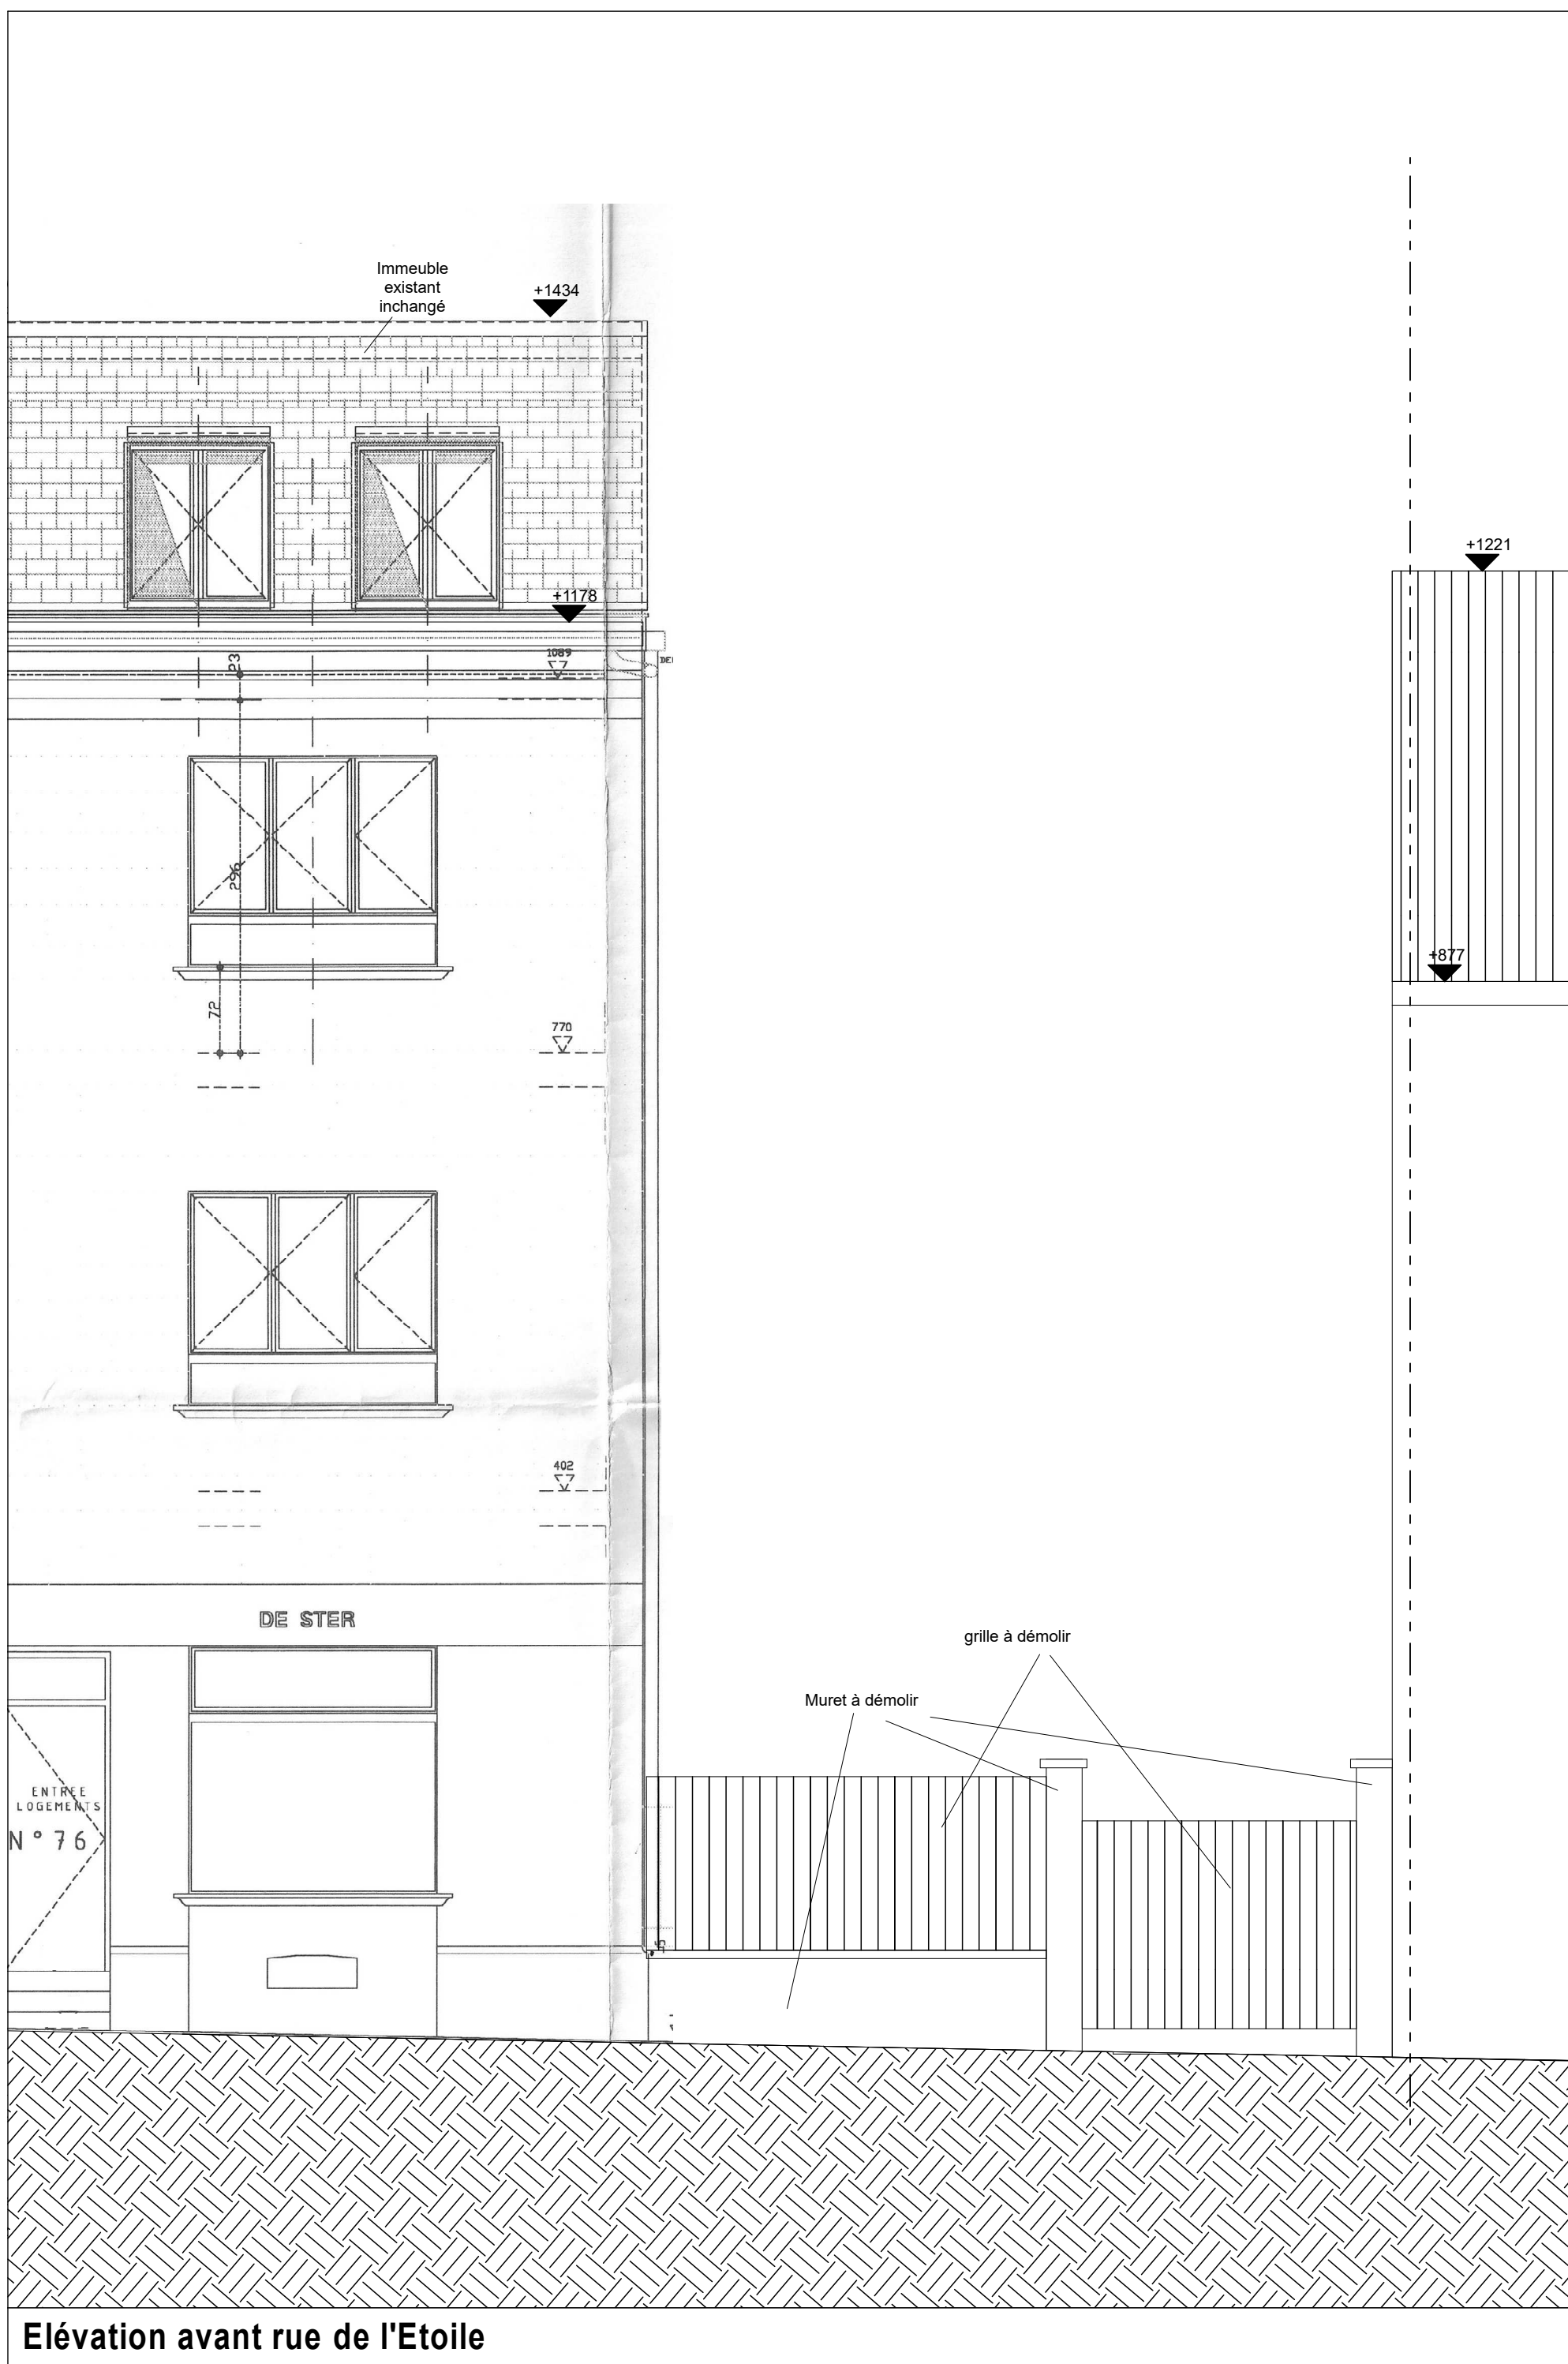 Immeuble
existant
inchangé
+1434
+1221
+1178
23
1089
296
+877
72
770
402
DE STER
grille à démolir
Muret à démolir
ENTREE
LOGEMENTS
N° 76
Elévation avant rue de l'Etoile